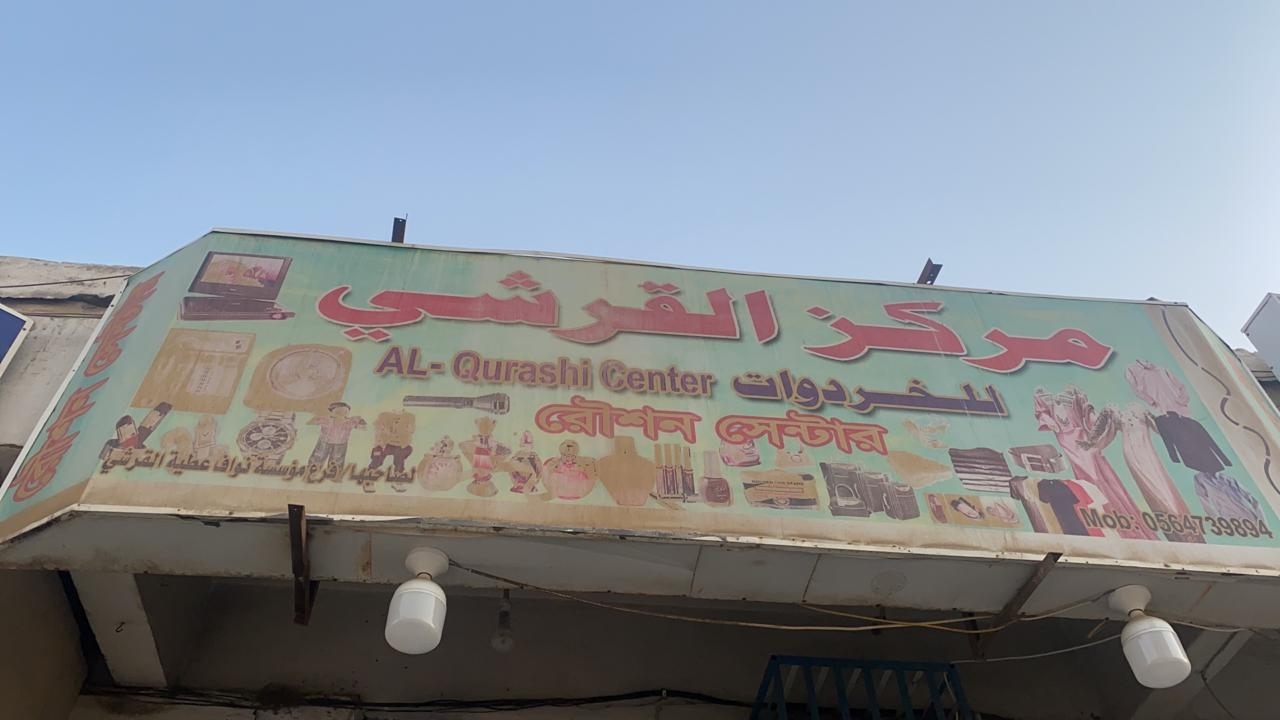 مركز القرشي
AL- Qurashi Center للخردوات
রৌশন সেন্টার
لصاحبها/ فرع مؤسسة نواف عطية القرشي
Mob: 0564739894